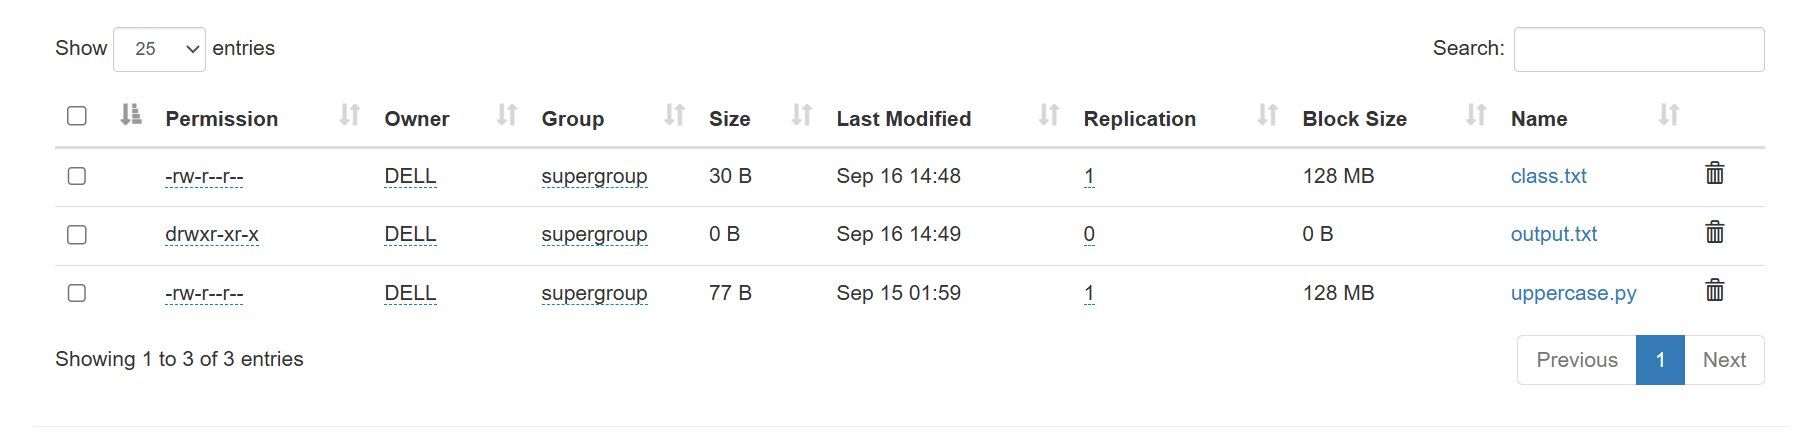 Show 25 entries Search:
Permission Owner Group Size Last Modified Replication Block Size Name
-rw-r--r-- DELL supergroup 30 B Sep 16 14:48 1 128 MB class.txt
drwxr-xr-x DELL supergroup 0 B Sep 16 14:49 0 0 B output.txt
-rw-r--r-- DELL supergroup 77 B Sep 15 01:59 1 128 MB uppercase.py
Showing 1 to 3 of 3 entries Previous 1 Next